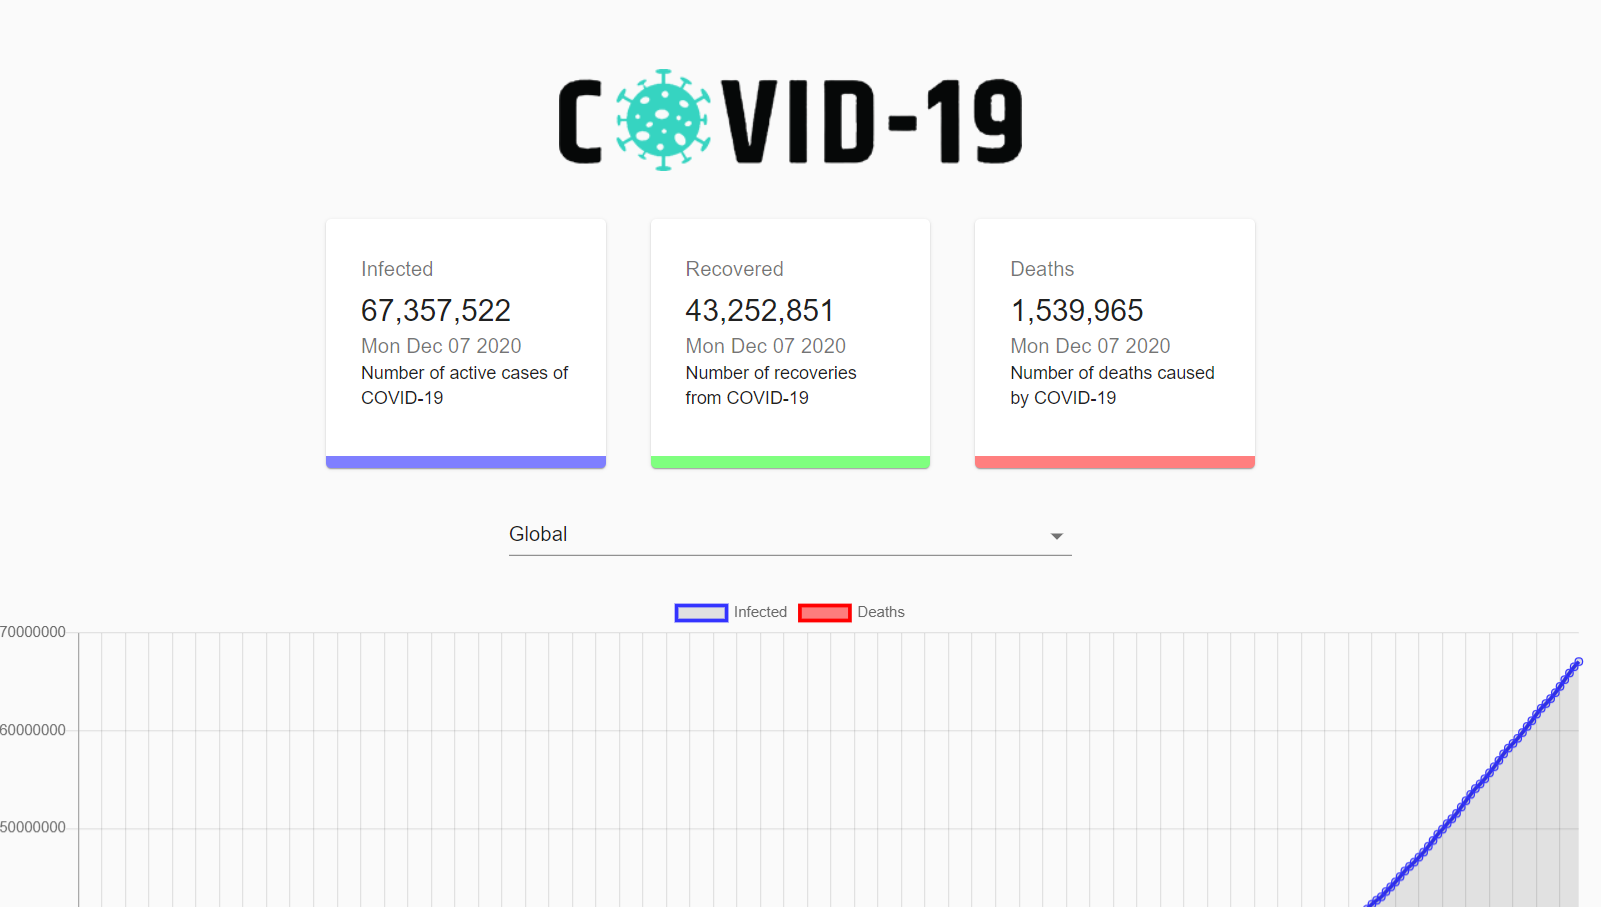 COVID-19
Infected
67,357,522
Mon Dec 07 2020
Number of active cases of
COVID-19
Recovered
43,252,851
Mon Dec 07 2020
Number of recoveries
from COVID-19
Deaths
1,539,965
Mon Dec 07 2020
Number of deaths caused
by COVID-19
Global
Infected Deaths
70000000
60000000
50000000